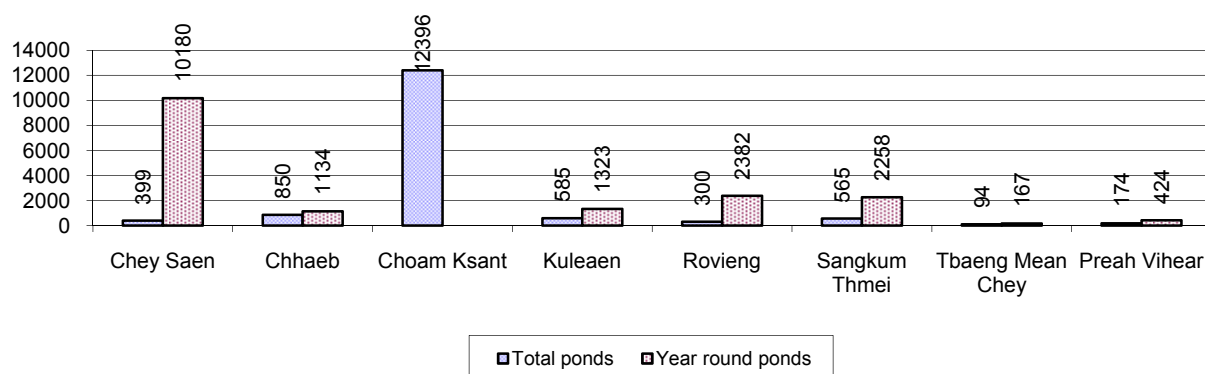 14000
12000
10000
8000
6000
4000
2000
0
399
10180
850
1134
12396
585
1323
300
2382
565
2258
94
167
174
424
Chey Saen
Chhaeb
Choam Ksant
Kuleaen
Rovieng
Sangkum
Thmei
Tbaeng Mean
Chey
Preah Vihear
Total ponds
Year round ponds